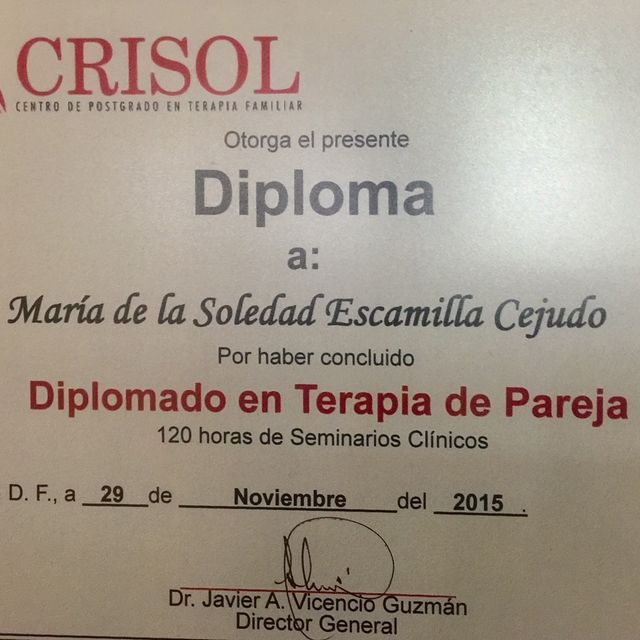 CRISOL
CENTRO DE POSTGRADO EN TERAPIA FAMILIAR
Otorga el presente
Diploma
a:
María de la Soledad Escamilla Cejudo
Por haber concluido
Diplomado en Terapia de Pareja
120 horas de Seminarios Clínicos
D. F., a 29 de Noviembre del 2015 .
Dr. Javier A. Vicencio Guzmán
Director General